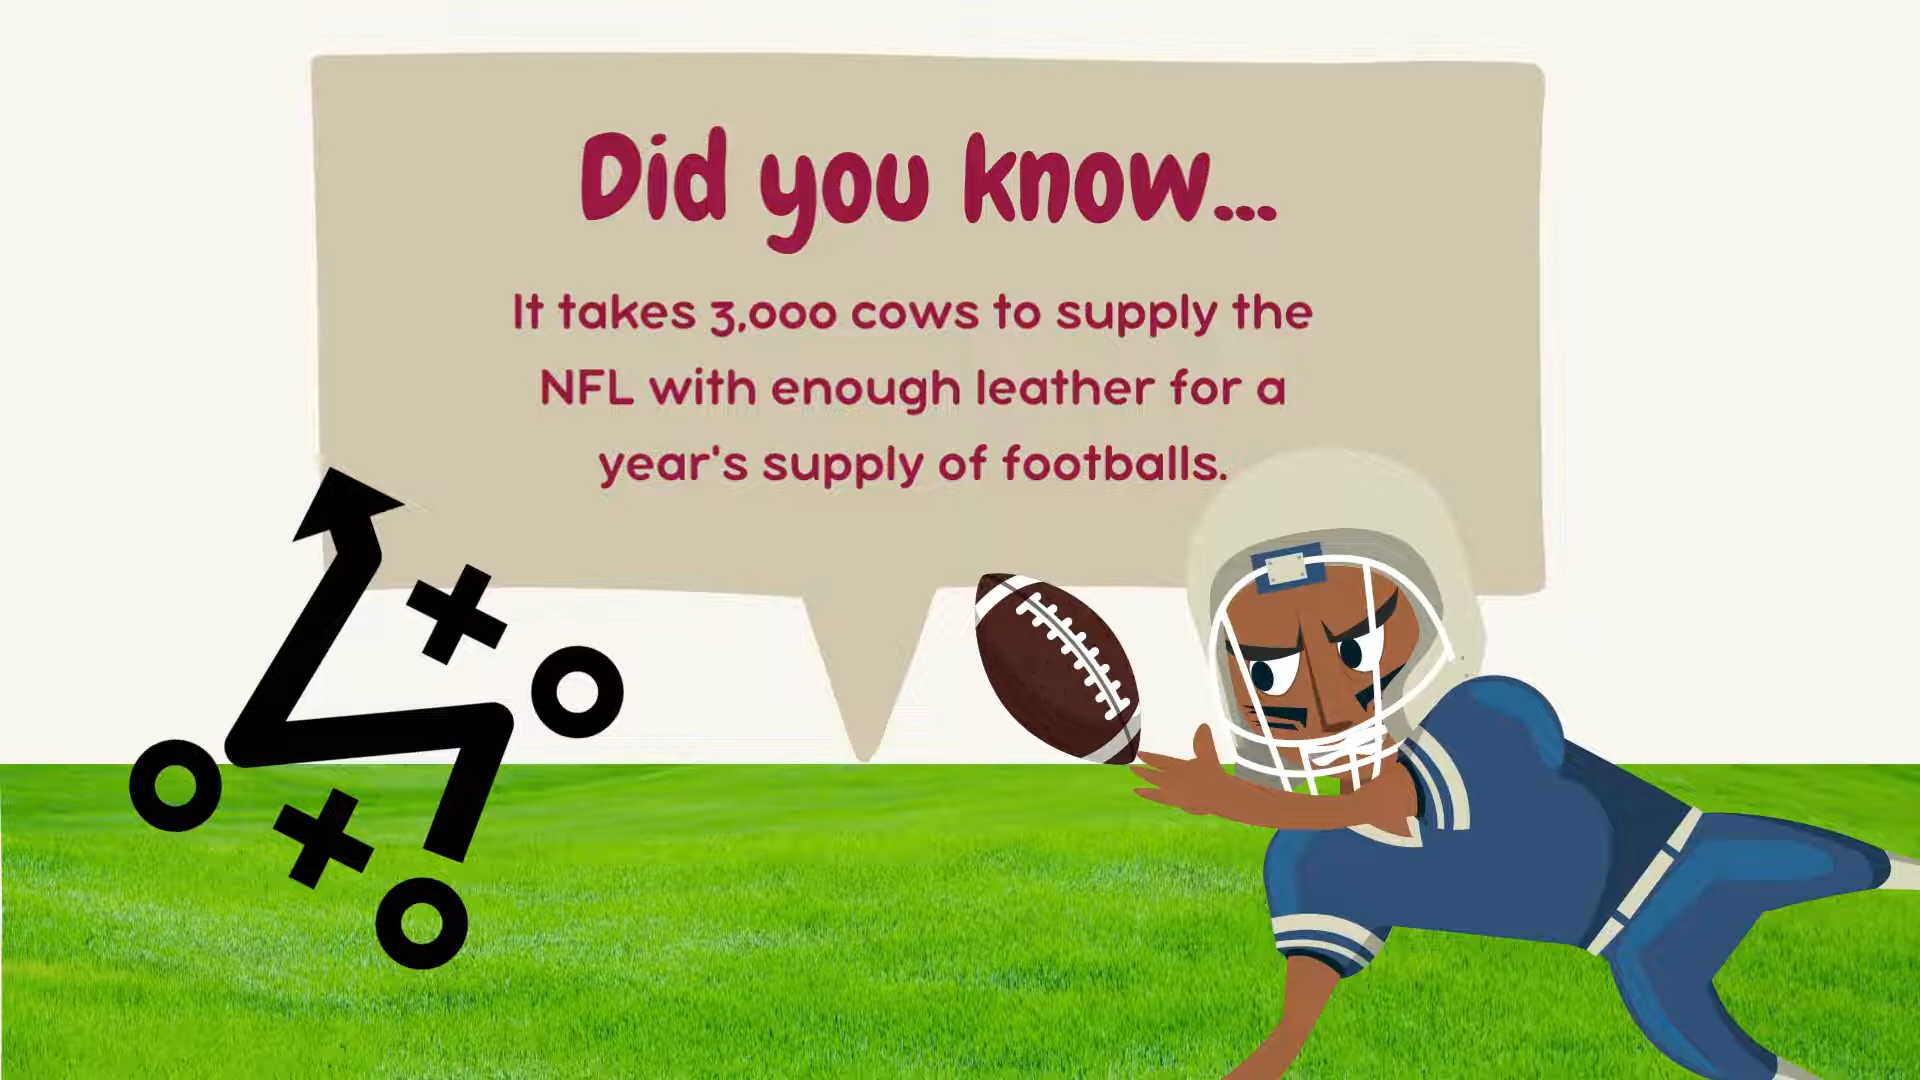 Did you know...
It takes 3,000 cows to supply the
NFL with enough leather for a
year's supply of footballs.